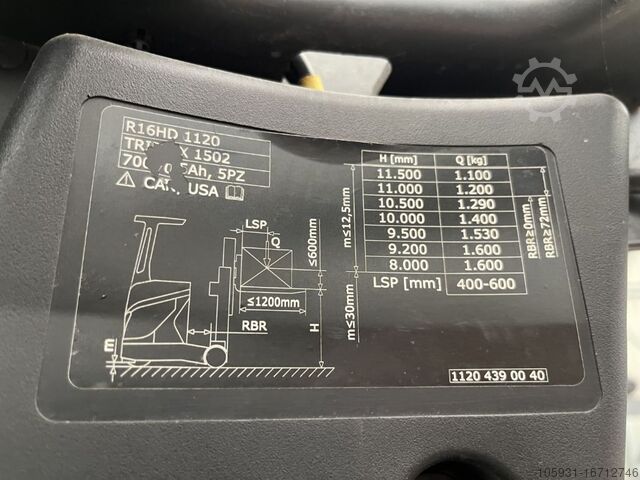 R16HD 1120
1502
5PZ
CAN, USA
LSP
Q
≤600mm
≤1200mm
RBR
H
E
m≤12,5mm
m≤30mm
H [mm] Q [kg]
11.500 1.100
11.000 1.200
10.500 1.290
10.000 1.400
9.500 1.530
9.200 1.600
8.000 1.600
LSP [mm] 400-600
RBR≥0mm
RBR≥72mm
1120 439 00 40
105931-16712746